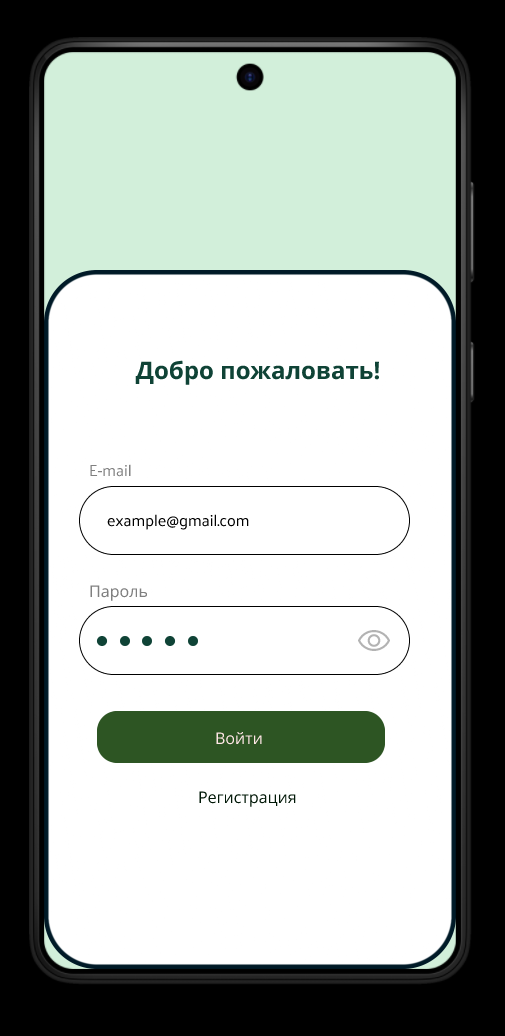 Добро пожаловать!
E-mail
example@gmail.com
Пароль
Войти
Регистрация